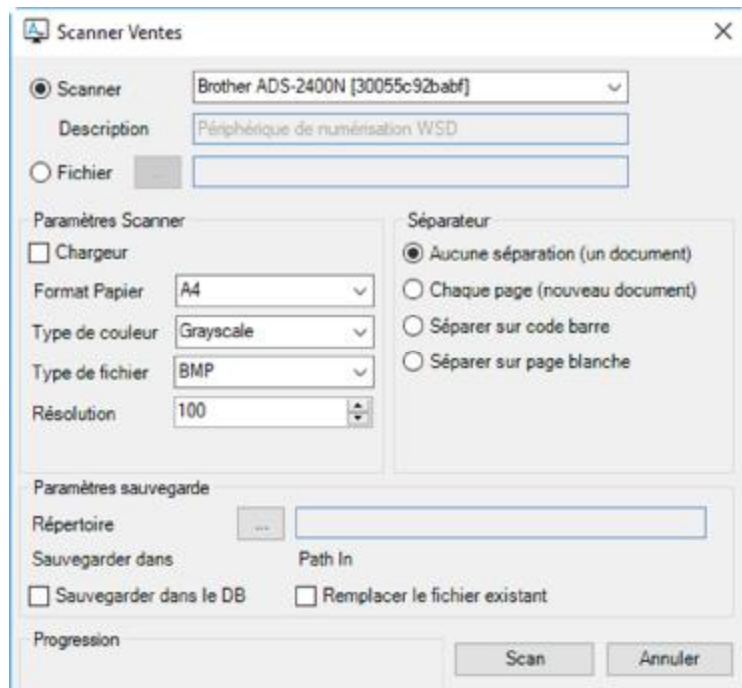 Scanner Ventes
Scanner Brother ADS-2400N [30055c92babf]
Description Périphérique de numérisation WSD
Fichier ...
Paramètres Scanner
Chargeur
Format Papier A4
Type de couleur Grayscale
Type de fichier BMP
Résolution 100
Séparateur
Aucune séparation (un document)
Chaque page (nouveau document)
Séparer sur code barre
Séparer sur page blanche
Paramètres sauvegarde
Répertoire ...
Sauvegarder dans Path In
Sauvegarder dans le DB Remplacer le fichier existant
Progression
Scan Annuler